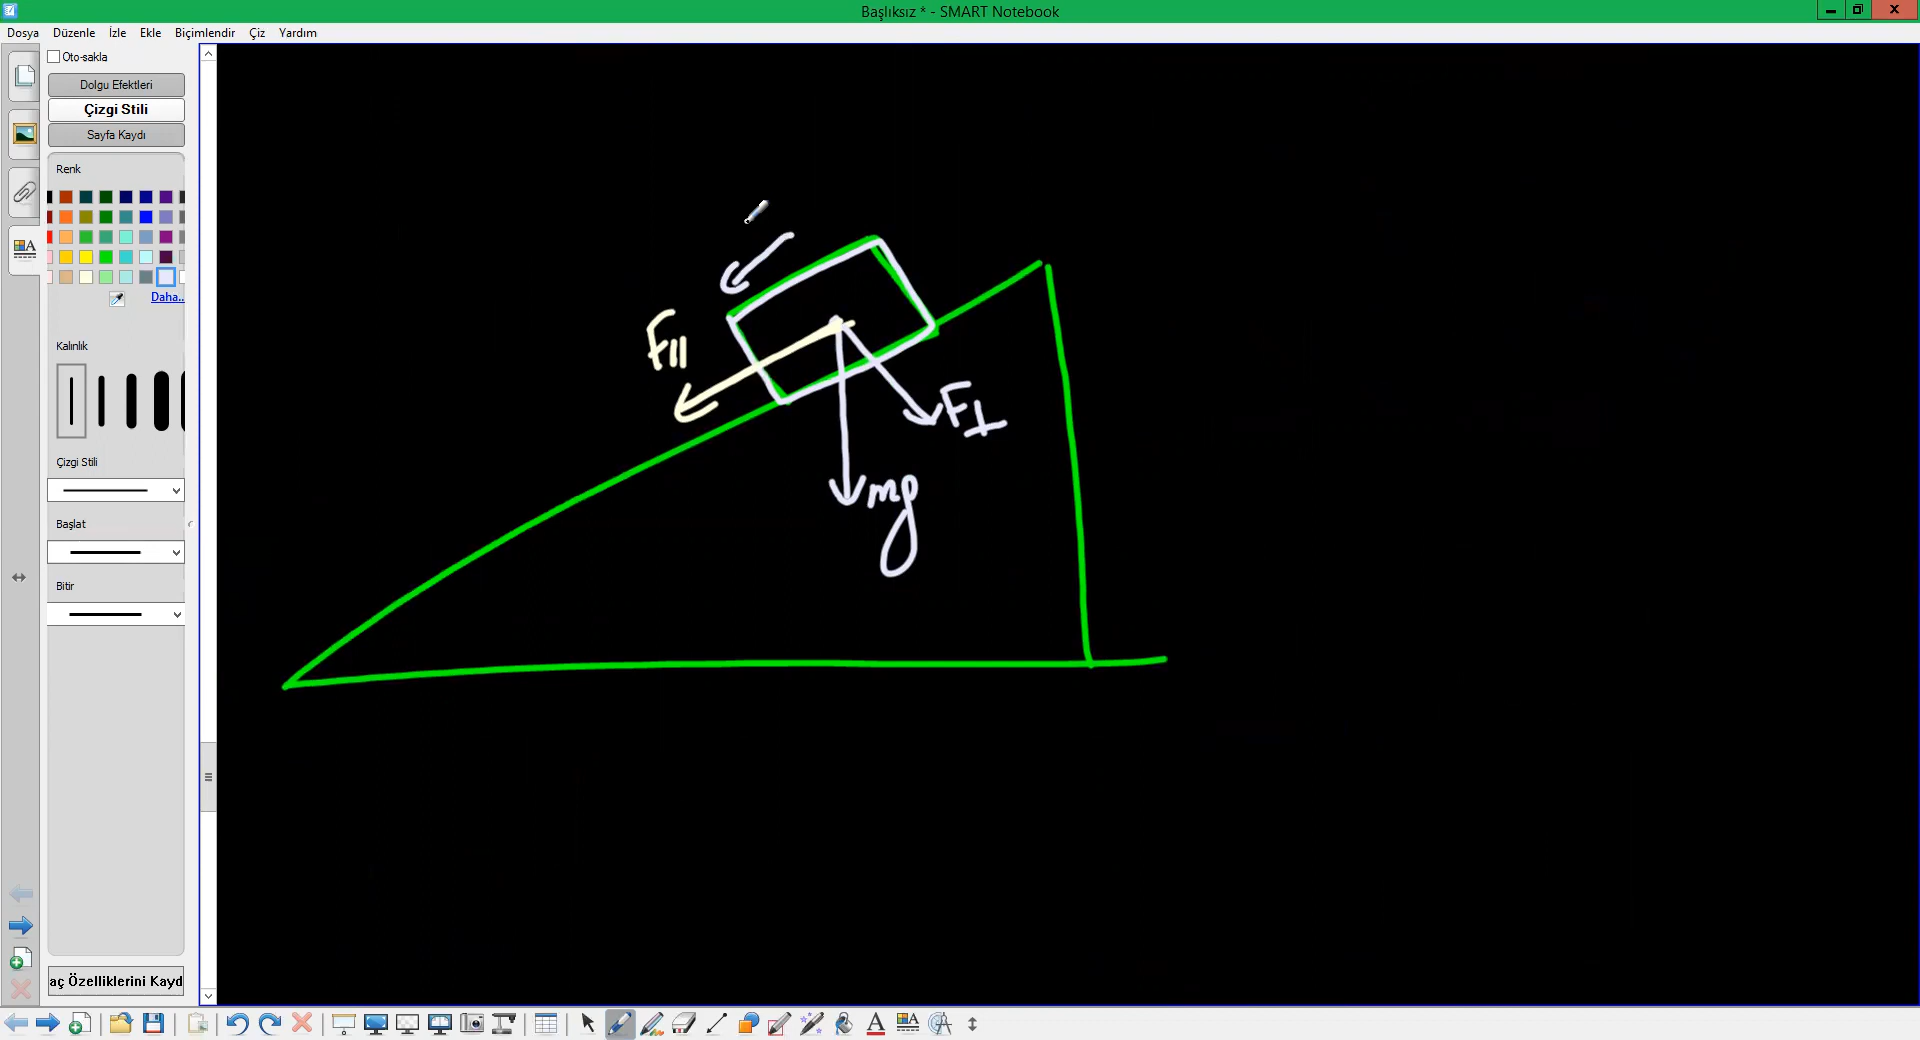 Başlıksız * - SMART Notebook
Dosya Düzenle İzle Ekle Biçimlendir Çiz Yardım
Oto-sakla
Dolgu Efektleri
Çizgi Stili
Sayfa Kaydı
Renk
Daha..
Kalınlık
Çizgi Stili
Başlat
Bitir
aç Özelliklerini Kayd
F||
F⊥
mg